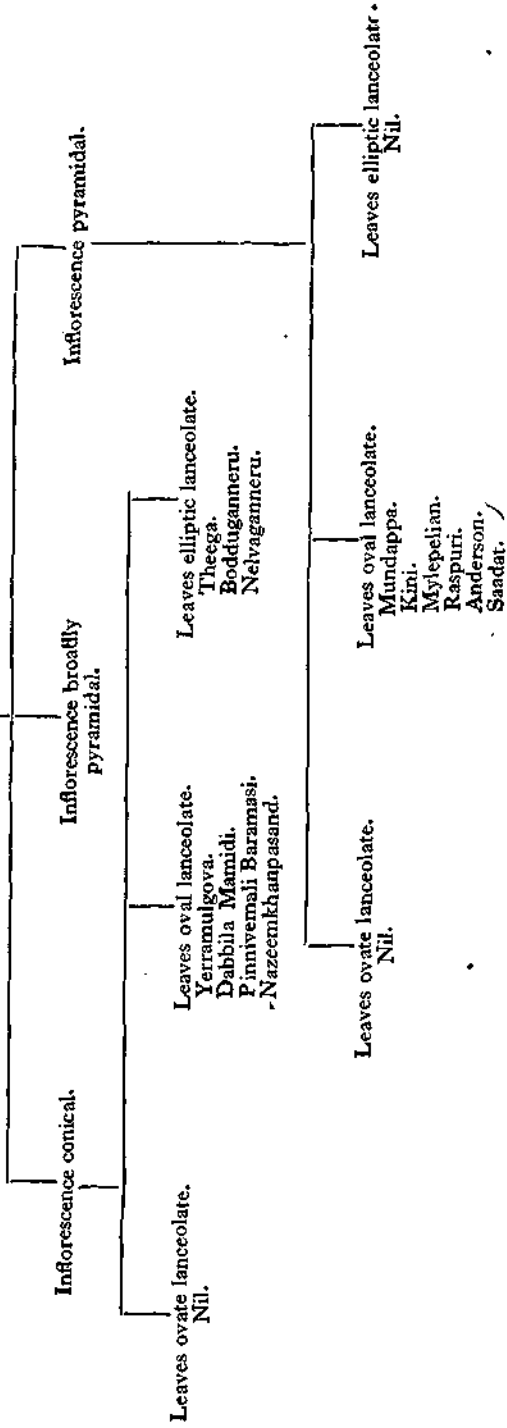 Inflorescence conical.
Inflorescence broadly
pyramidal.
Inflorescence pyramidal.
Leaves ovate lanceolate.
Nil.
Leaves oval lanceolate.
Yerramulgova.
Dabbila Mamidi.
Pinnivemali Baramasi.
Nazeemkhanpasand.
Leaves elliptic lanceolate.
Theega.
Bodduganneru.
Nelvaganneru.
Leaves ovate lanceolate.
Nil.
Leaves oval lanceolate.
Mundappa.
Kini.
Mylepelian.
Raspuri.
Anderson.
Saadat.
Leaves elliptic lanceolatr.
Nil.